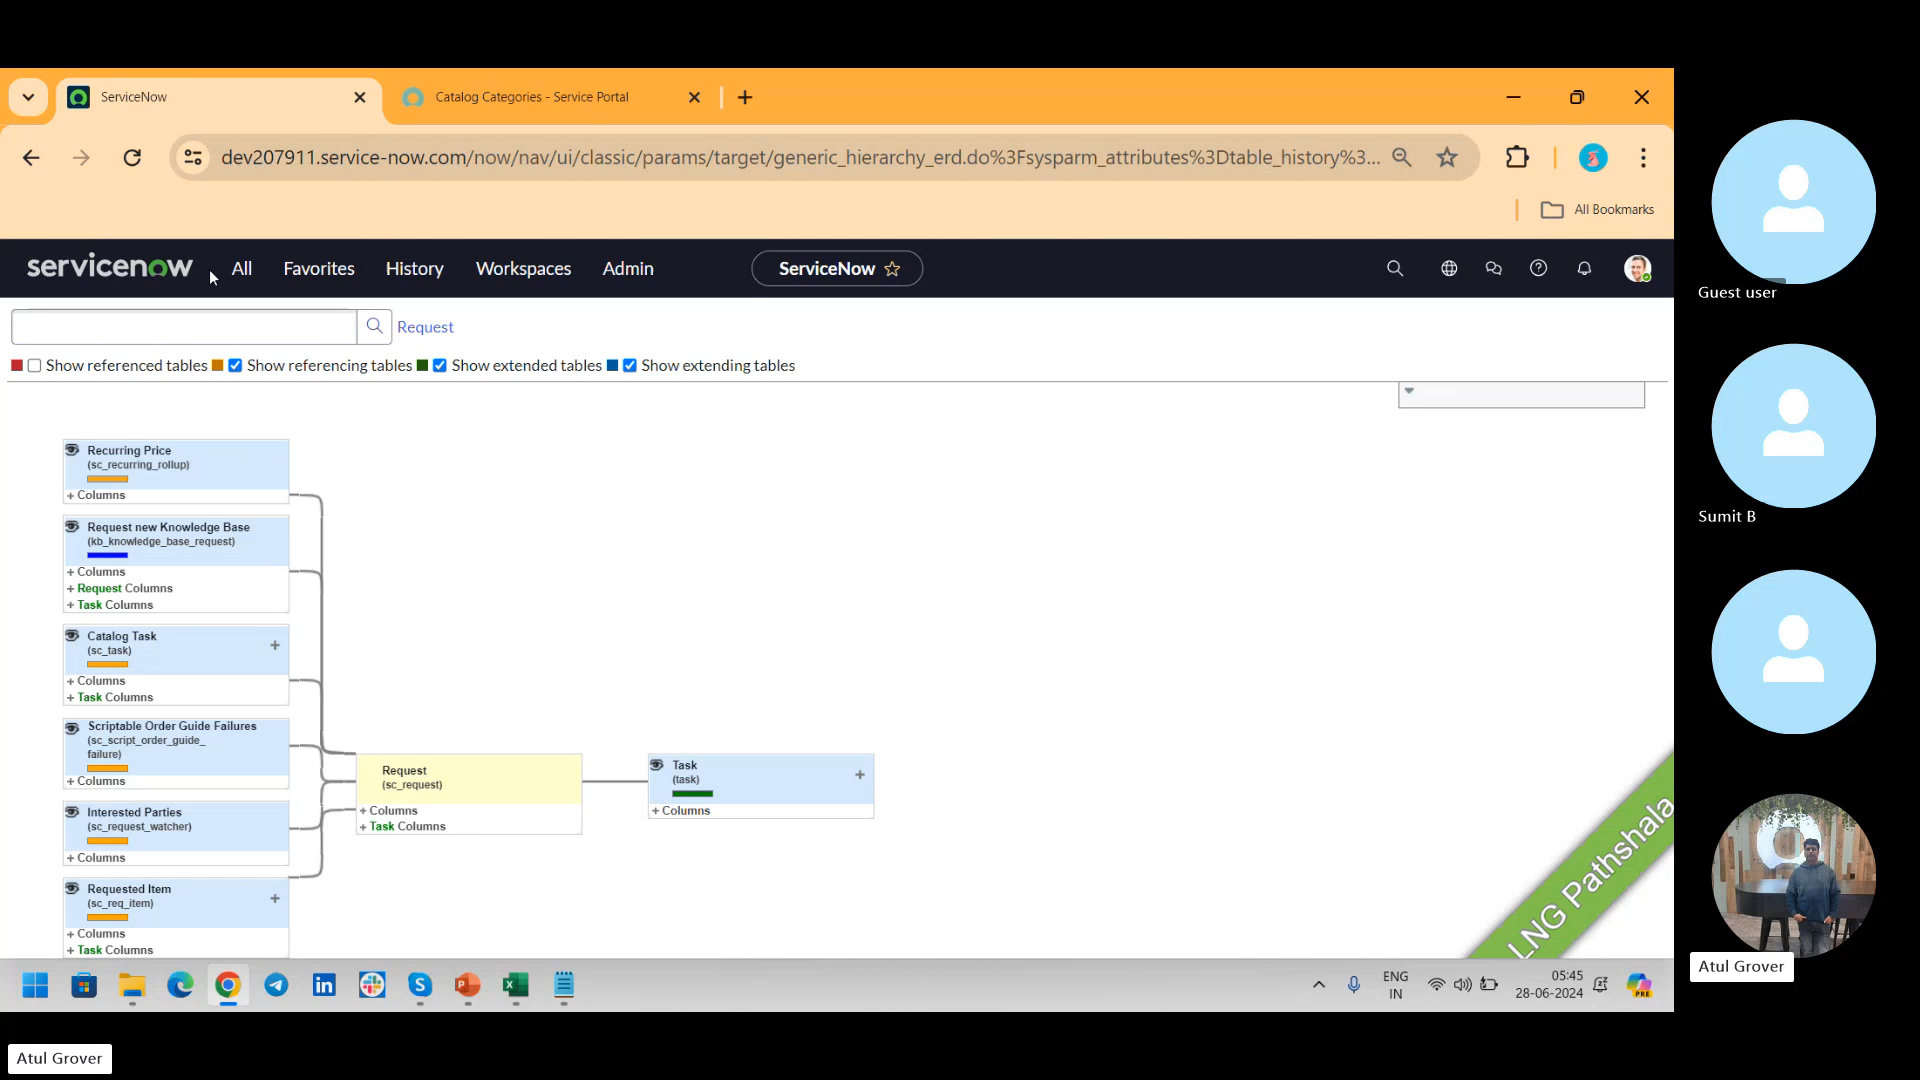 ServiceNow
Catalog Categories - Service Portal
dev207911.service-now.com/now/nav/ui/classic/params/target/generic_hierarchy_erd.do%3Fsysparm_attributes%3Dtable_history%3...
All Bookmarks
servicenow
All
Favorites
History
Workspaces
Admin
ServiceNow
Request
Show referenced tables
Show referencing tables
Show extended tables
Show extending tables
Recurring Price
(sc_recurring_rollup)
+ Columns
Request new Knowledge Base
(kb_knowledge_base_request)
+ Columns
+ Request Columns
+ Task Columns
Catalog Task
(sc_task)
+
+ Columns
+ Task Columns
Scriptable Order Guide Failures
(sc_script_order_guide_
failure)
+ Columns
Interested Parties
(sc_request_watcher)
+ Columns
Requested Item
(sc_req_item)
+
+ Columns
+ Task Columns
Request
(sc_request)
+ Columns
+ Task Columns
Task
(task)
+
+ Columns
LNG Pathshala
ENG
IN
05:45
28-06-2024
PRE
Guest user
Sumit B
Atul Grover
Atul Grover